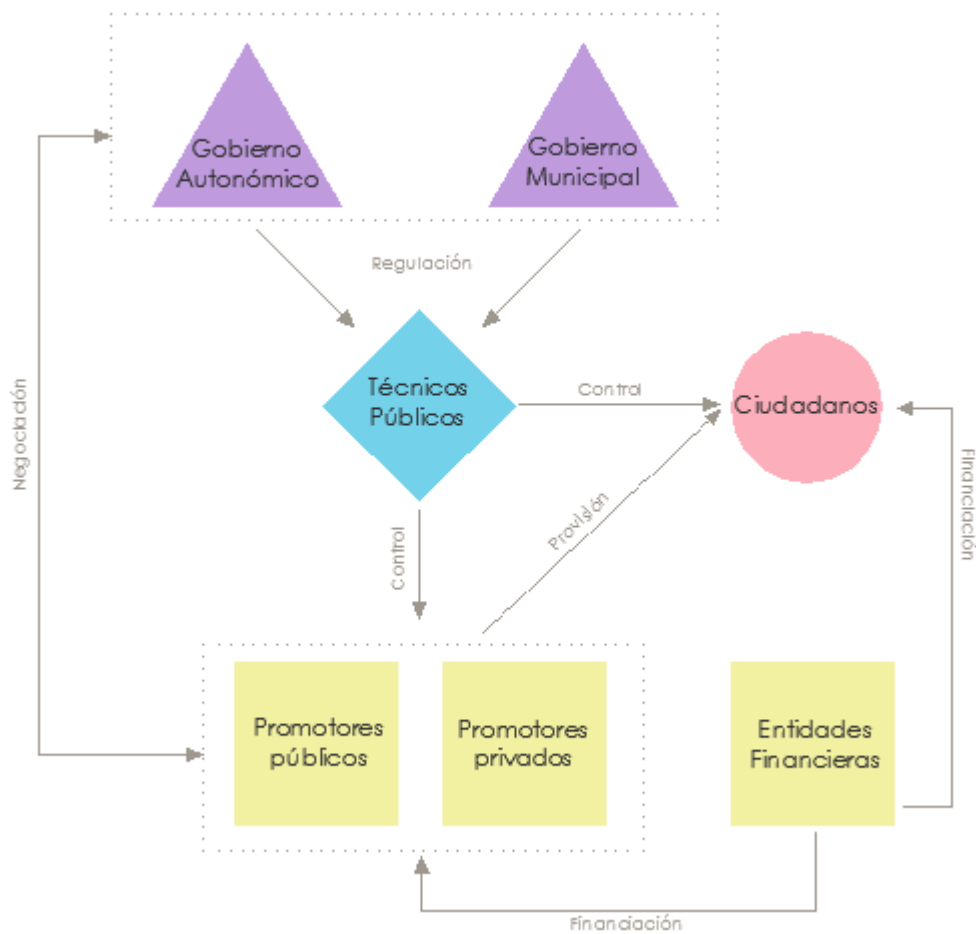 Gobierno
Autonómico
Gobierno
Municipal
Regulación
Negociación
Técnicos
Públicos
Control
Ciudadanos
Provisión
Control
Financiación
Promotores
públicos
Promotores
privados
Entidades
Financieras
Financiación